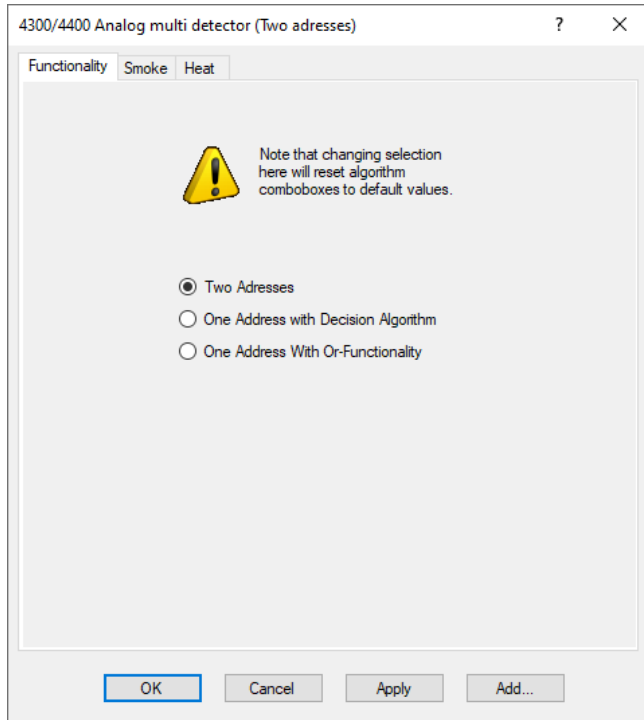 4300/4400 Analog multi detector (Two adresses)
Functionality Smoke Heat
Note that changing selection
here will reset algorithm
comboboxes to default values.
Two Adresses
One Address with Decision Algorithm
One Address With Or-Functionality
OK Cancel Apply Add...